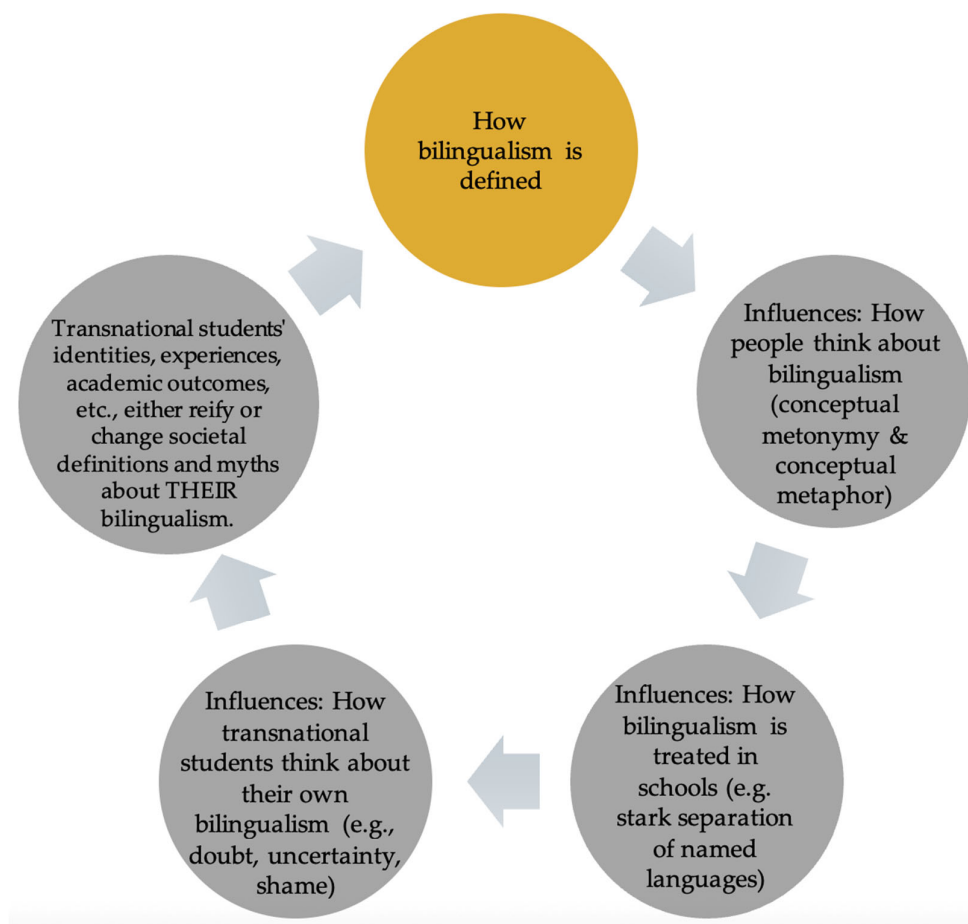 How
bilingualism is
defined
Influences: How
people think about
bilingualism
(conceptual
metonymy &
conceptual
metaphor)
Influences: How
bilingualism is
treated in
schools (e.g.
stark separation
of named
languages)
Influences: How
transnational
students think about
their own
bilingualism (e.g.,
doubt, uncertainty,
shame)
Transnational students'
identities, experiences,
academic outcomes,
etc., either reify or
change societal
definitions and myths
about THEIR
bilingualism.